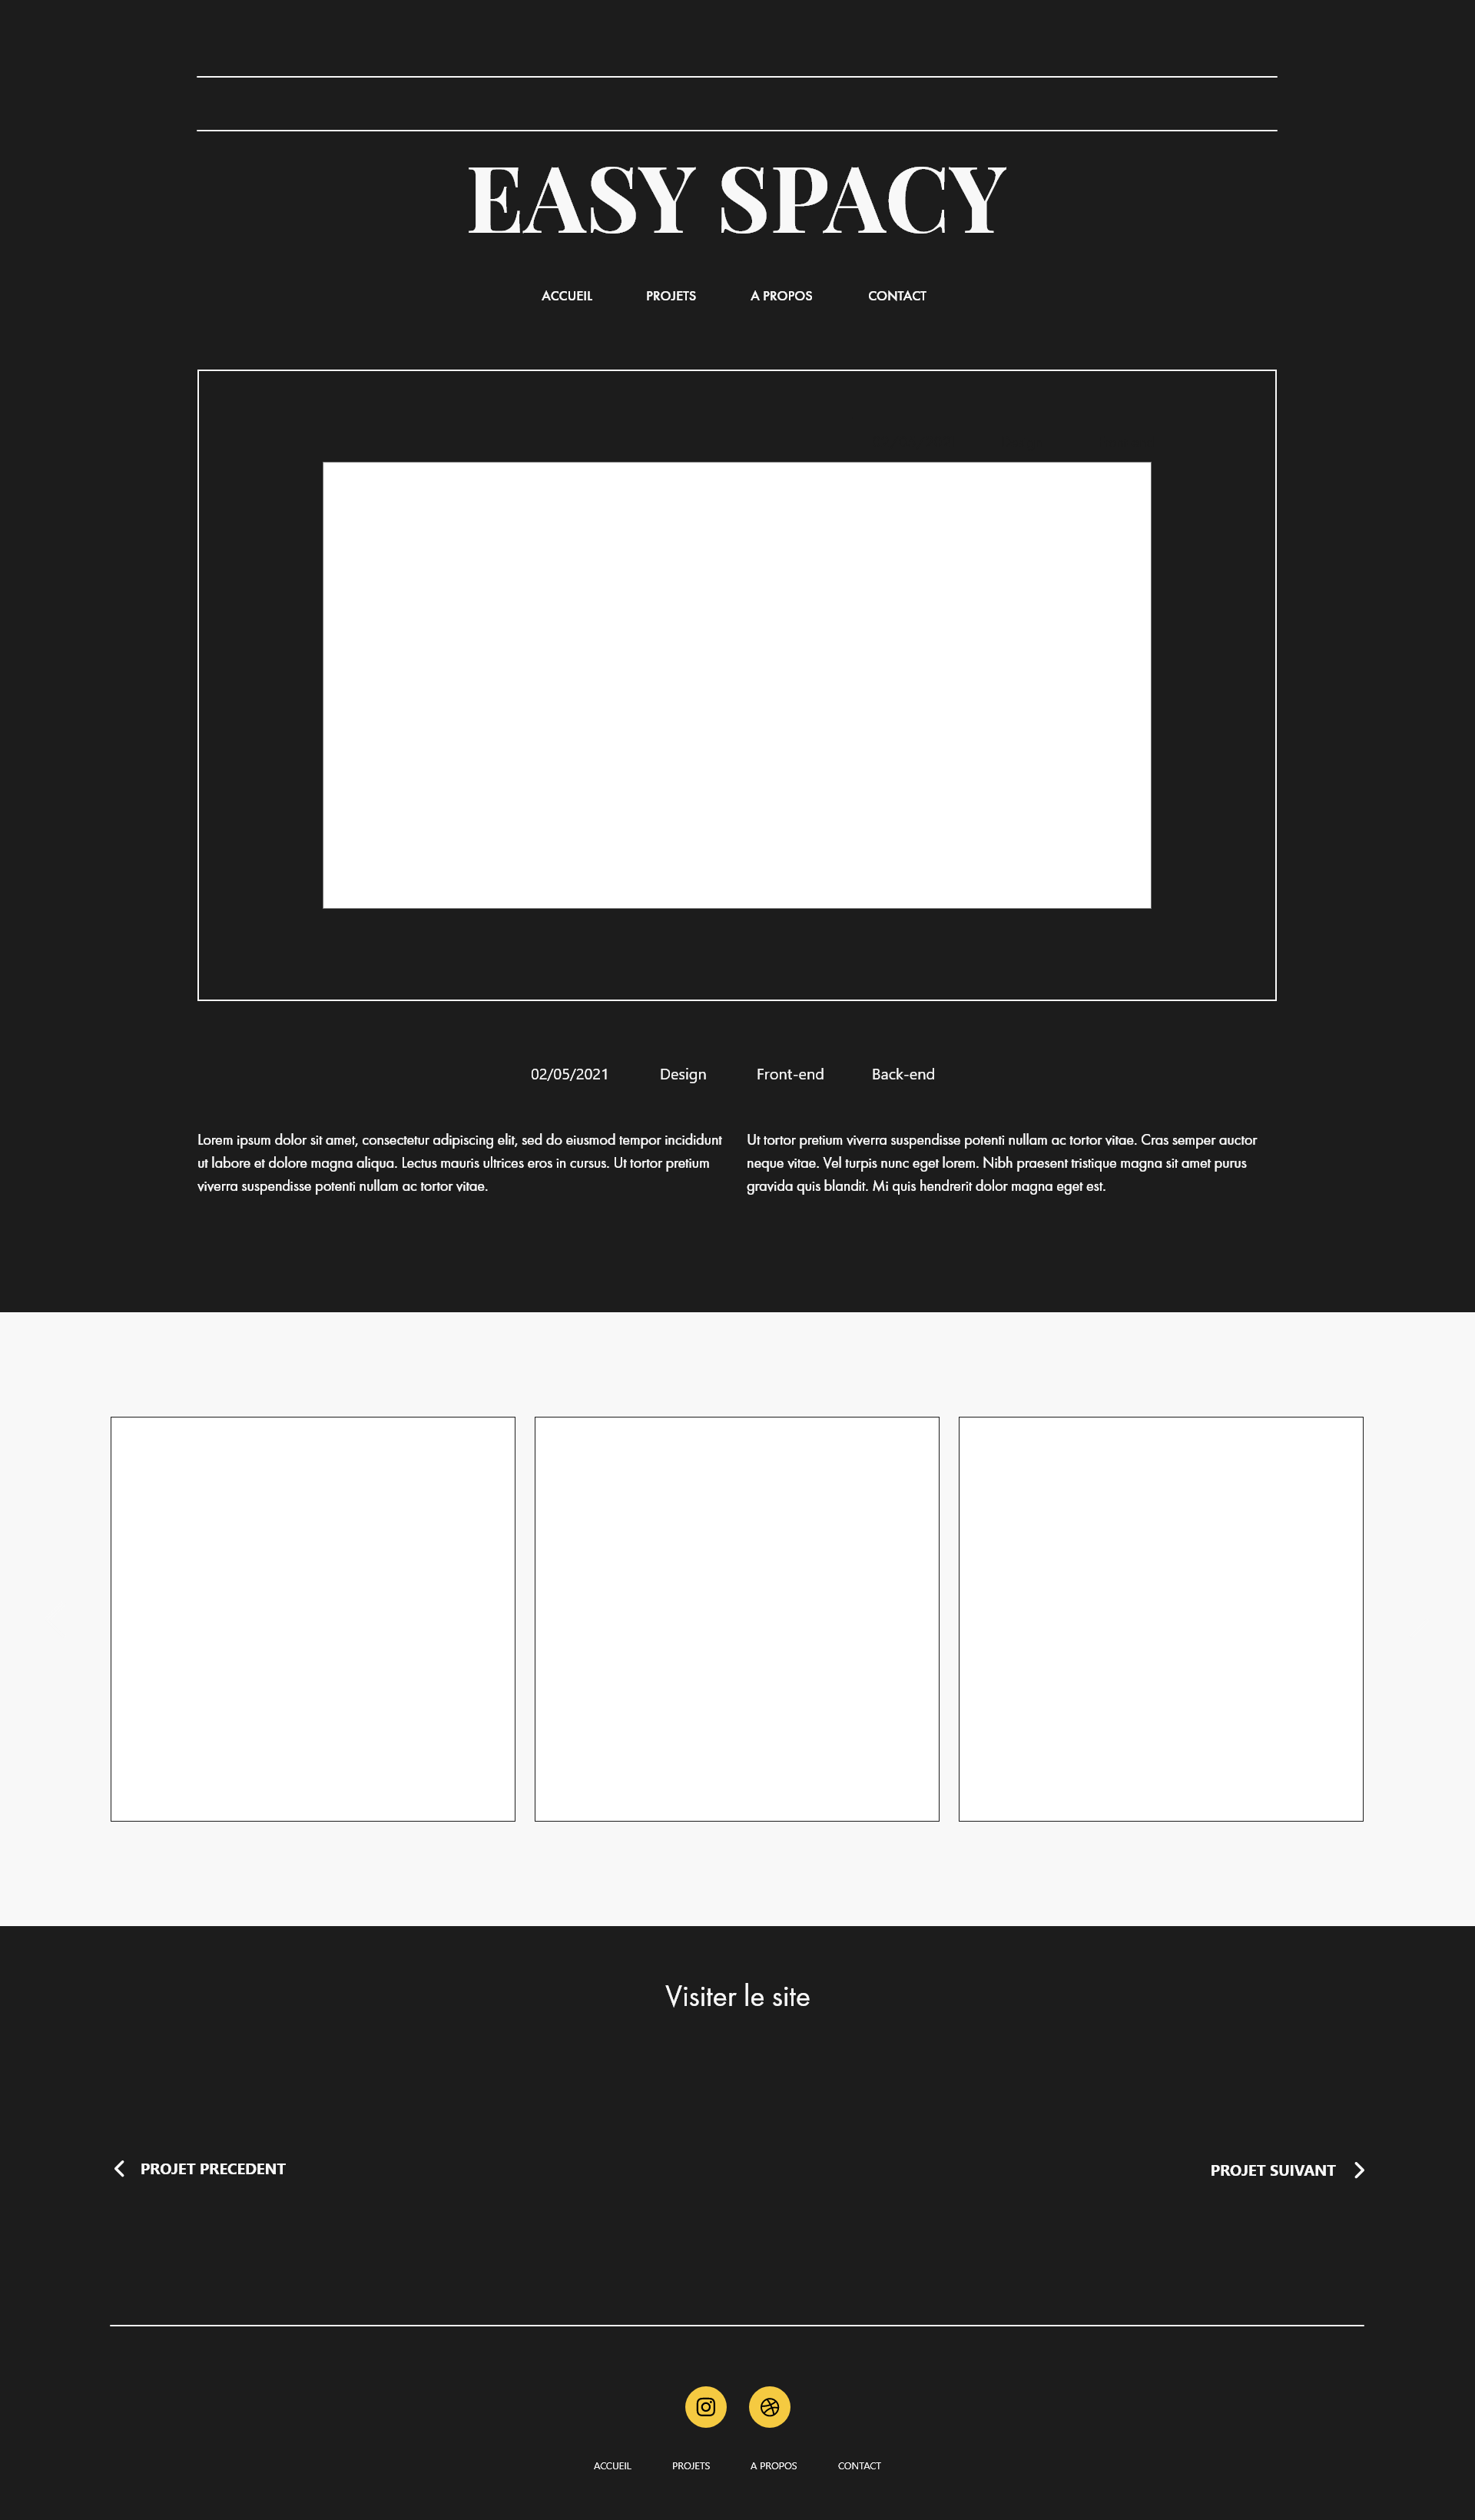 EASY SPACY
ACCUEIL PROJETS A PROPOS CONTACT
02/05/2021 Design Front-end Back-end
Lorem ipsum dolor sit amet, consectetur adipiscing elit, sed do eiusmod tempor incididunt
ut labore et dolore magna aliqua. Lectus mauris ultrices eros in cursus. Ut tortor pretium
viverra suspendisse potenti nullam ac tortor vitae.
Ut tortor pretium viverra suspendisse potenti nullam ac tortor vitae. Cras semper auctor
neque vitae. Vel turpis nunc eget lorem. Nibh praesent tristique magna sit amet purus
gravida quis blandit. Mi quis hendrerit dolor magna eget est.
Visiter le site
PROJET PRECEDENT
PROJET SUIVANT
ACCUEIL PROJETS A PROPOS CONTACT